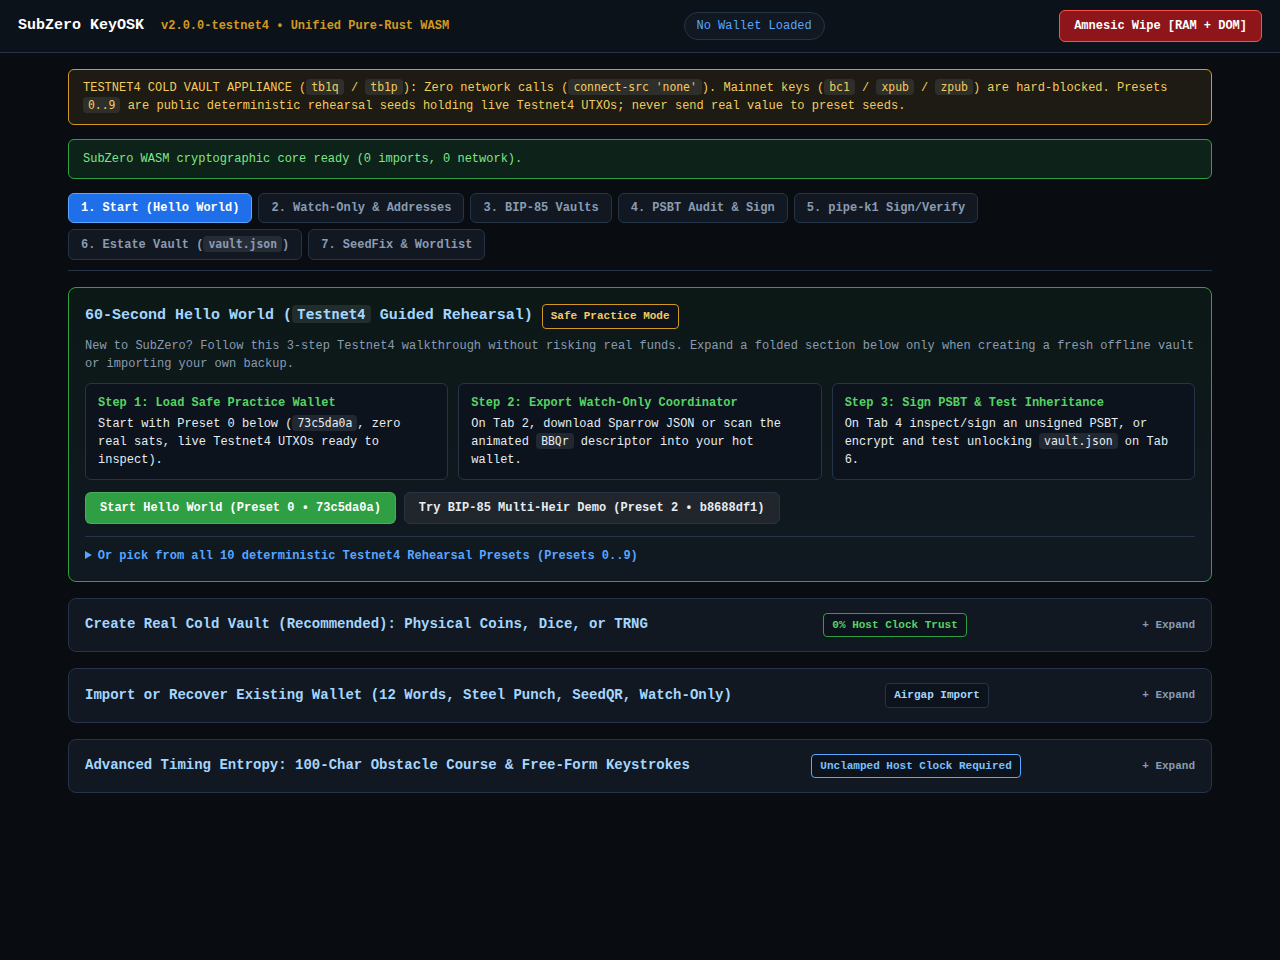 SubZero KeyOSK v2.0.0-testnet4 • Unified Pure-Rust WASM
No Wallet Loaded
Amnesic Wipe [RAM + DOM]
TESTNET4 COLD VAULT APPLIANCE (tb1q / tb1p): Zero network calls (connect-src 'none'). Mainnet keys (bc1 / xpub / zpub) are hard-blocked. Presets
0..9 are public deterministic rehearsal seeds holding live Testnet4 UTXOs; never send real value to preset seeds.
SubZero WASM cryptographic core ready (0 imports, 0 network).
1. Start (Hello World)
2. Watch-Only & Addresses
3. BIP-85 Vaults
4. PSBT Audit & Sign
5. pipe-k1 Sign/Verify
6. Estate Vault (vault.json)
7. SeedFix & Wordlist
60-Second Hello World (Testnet4 Guided Rehearsal)
Safe Practice Mode
New to SubZero? Follow this 3-step Testnet4 walkthrough without risking real funds. Expand a folded section below only when creating a fresh offline vault
or importing your own backup.
Step 1: Load Safe Practice Wallet
Start with Preset 0 below (73c5da0a, zero
real sats, live Testnet4 UTXOs ready to
inspect).
Step 2: Export Watch-Only Coordinator
On Tab 2, download Sparrow JSON or scan the
animated BBQr descriptor into your hot
wallet.
Step 3: Sign PSBT & Test Inheritance
On Tab 4 inspect/sign an unsigned PSBT, or
encrypt and test unlocking vault.json on Tab
6.
Start Hello World (Preset 0 • 73c5da0a)
Try BIP-85 Multi-Heir Demo (Preset 2 • b8688df1)
Or pick from all 10 deterministic Testnet4 Rehearsal Presets (Presets 0..9)
Create Real Cold Vault (Recommended): Physical Coins, Dice, or TRNG
0% Host Clock Trust
+ Expand
Import or Recover Existing Wallet (12 Words, Steel Punch, SeedQR, Watch-Only)
Airgap Import
+ Expand
Advanced Timing Entropy: 100-Char Obstacle Course & Free-Form Keystrokes
Unclamped Host Clock Required
+ Expand